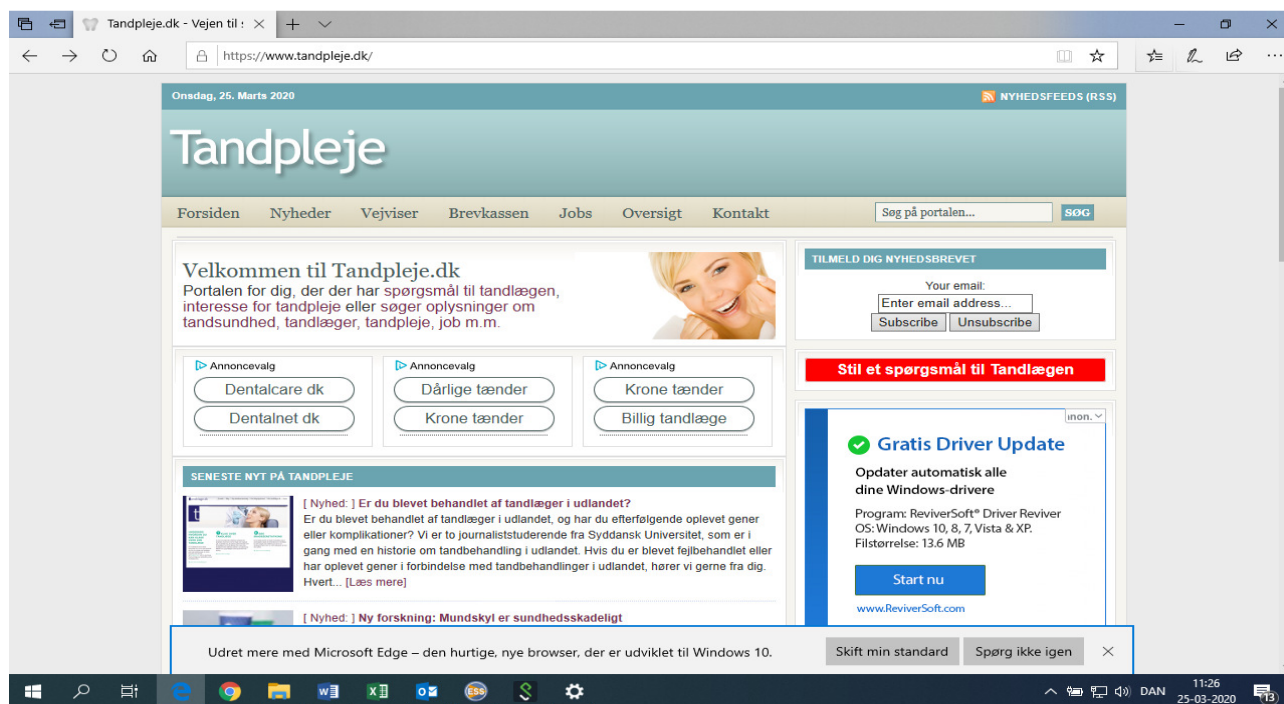 Tandpleje.dk - Vejen til :
https://www.tandpleje.dk/
Onsdag, 25. Marts 2020
NYHEDSFEEDS (RSS)
Tandpleje
Forsiden Nyheder Vejviser Brevkassen Jobs Oversigt Kontakt
Søg på portalen...
SØG
Velkommen til Tandpleje.dk
Portalen for dig, der der har spørgsmål til tandlægen,
interesse for tandpleje eller søger oplysninger om
tandsundhed, tandlæger, tandpleje, job m.m.
TILMELD DIG NYHEDSBREVET
Your email:
Enter email address...
Subscribe Unsubscribe
Stil et spørgsmål til Tandlægen
Annoncevalg
Dentalcare dk
Dentalnet dk
Annoncevalg
Dårlige tænder
Krone tænder
Annoncevalg
Krone tænder
Billig tandlæge
SENESTE NYT PÅ TANDPLEJE
[ Nyhed: ] Er du blevet behandlet af tandlæger i udlandet?
Er du blevet behandlet af tandlæger i udlandet, og har du efterfølgende oplevet gener
eller komplikationer? Vi er to journaliststuderende fra Syddansk Universitet, som er i
gang med en historie om tandbehandling i udlandet. Hvis du er blevet fejlbehandlet eller
har oplevet gener i forbindelse med tandbehandlinger i udlandet, hører vi gerne fra dig.
Hvert... [Læs mere]
[ Nyhed: ] Ny forskning: Mundskyl er sundhedsskadeligt
Gratis Driver Update
Opdater automatisk alle
dine Windows-drivere
Program: ReviverSoft® Driver Reviver
OS: Windows 10, 8, 7, Vista & XP.
Filstørrelse: 13.6 MB
Start nu
www.ReviverSoft.com
Udret mere med Microsoft Edge – den hurtige, nye browser, der er udviklet til Windows 10.
Skift min standard
Spørg ikke igen
ESS
DAN
11:26
25-03-2020
13